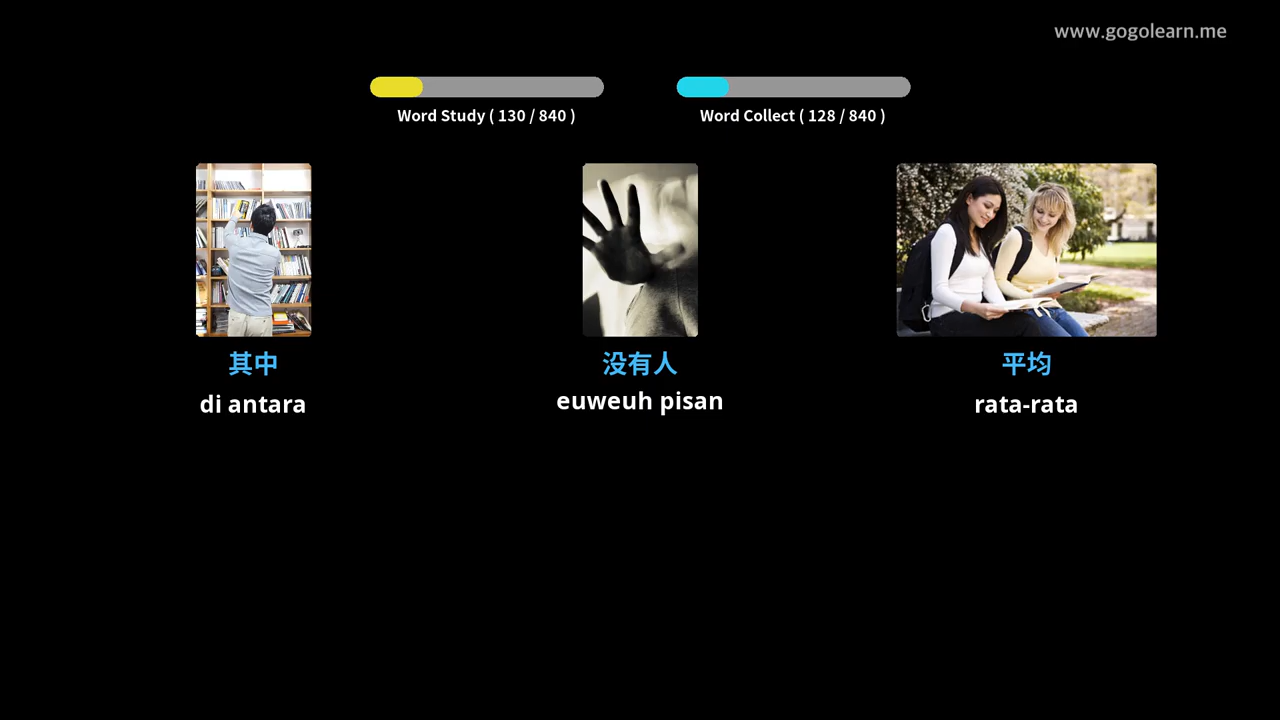 www.gogolearn.me
Word Study ( 130 / 840 )
Word Collect ( 128 / 840 )
其中
di antara
没有人
euweuh pisan
平均
rata-rata